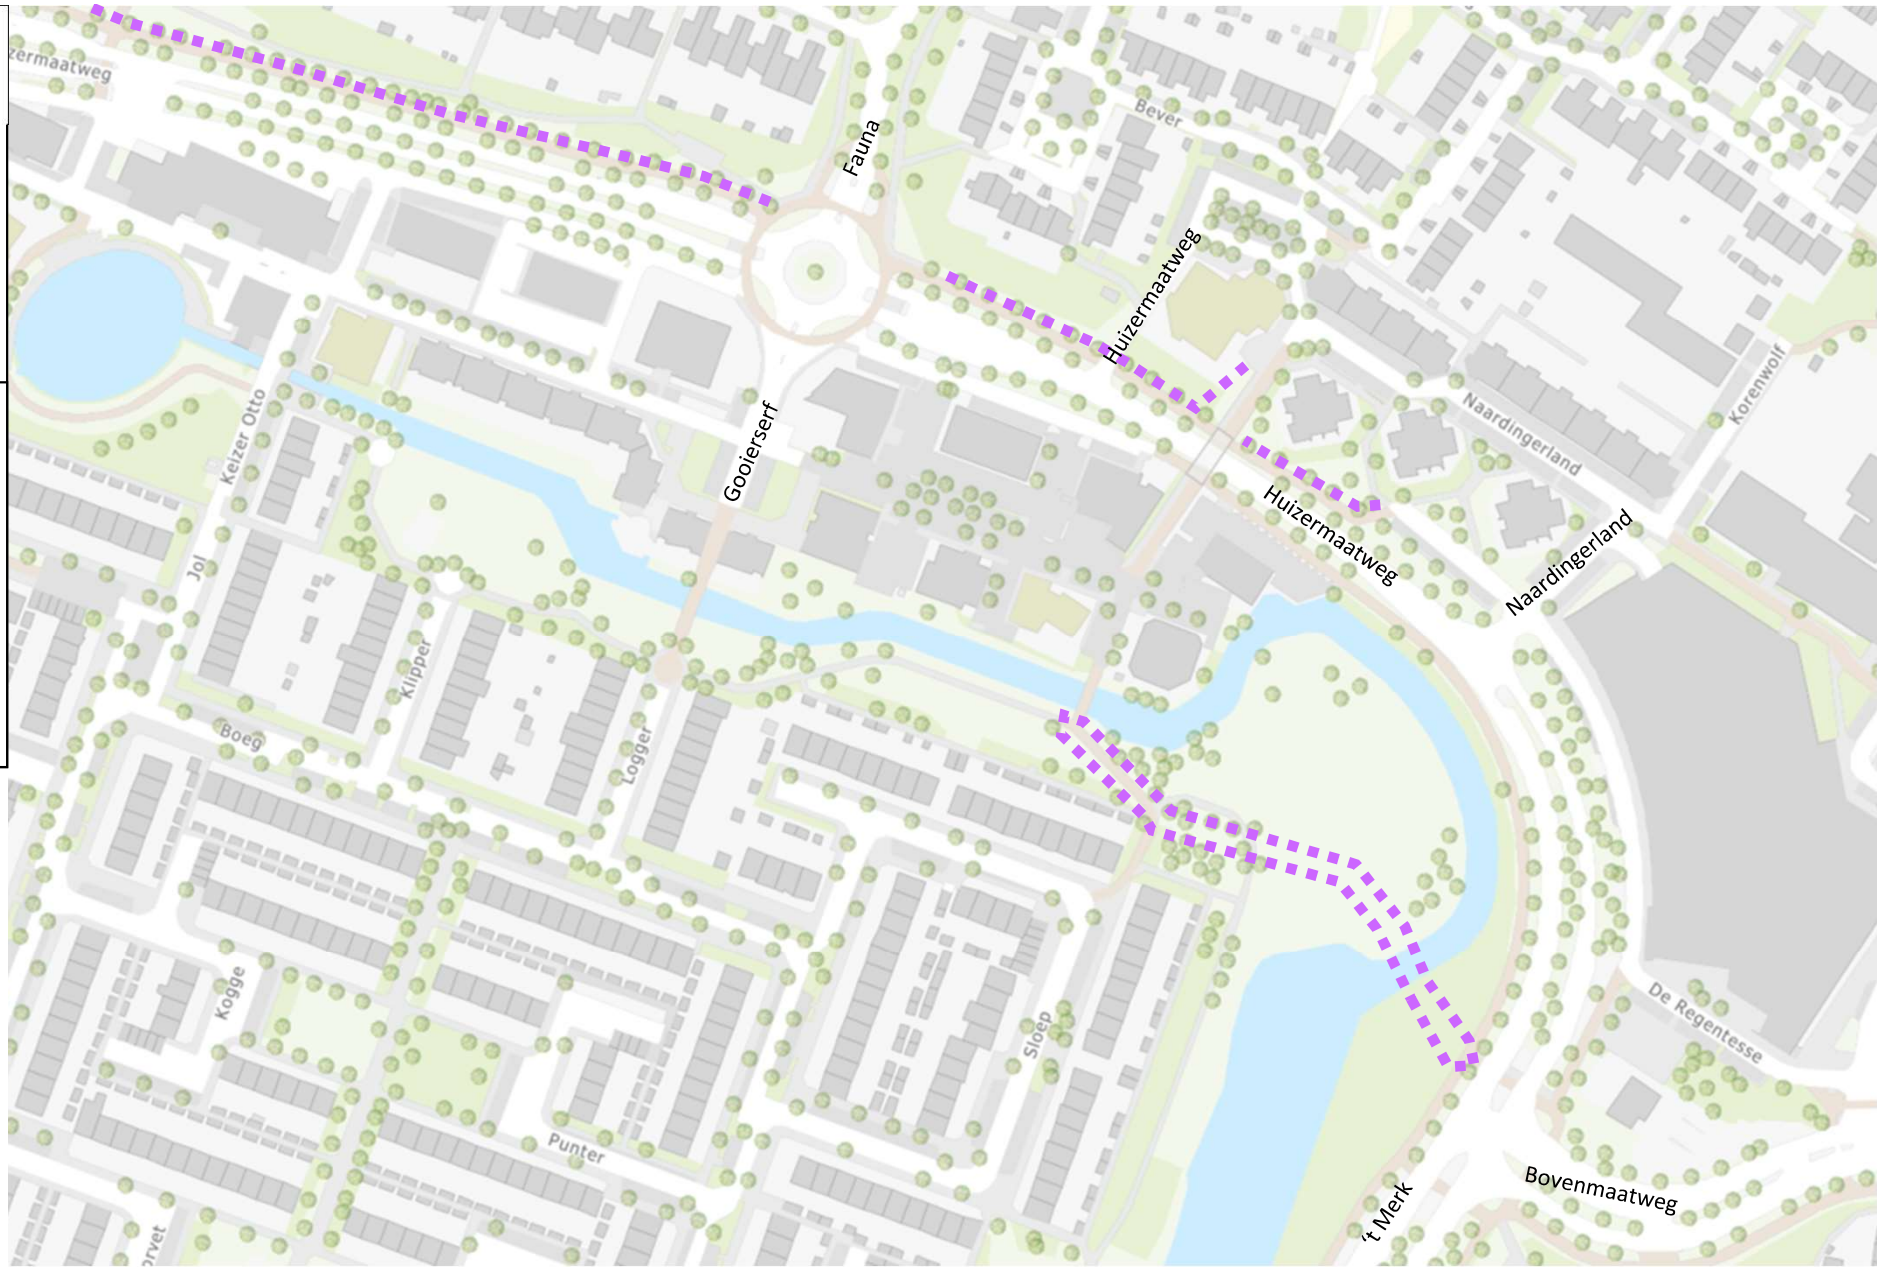 zermaatweg
Fauna
Bever
Huizermaatweg
Korenwolf
Keizer Otto
Gooierserf
Naardingerland
Huizermaatweg
Naardingerland
Jol
Klipper
Logger
Boeg
Kogge
Sloep
De Regentesse
Punter
Bovenmaatweg
't Merk
orvet